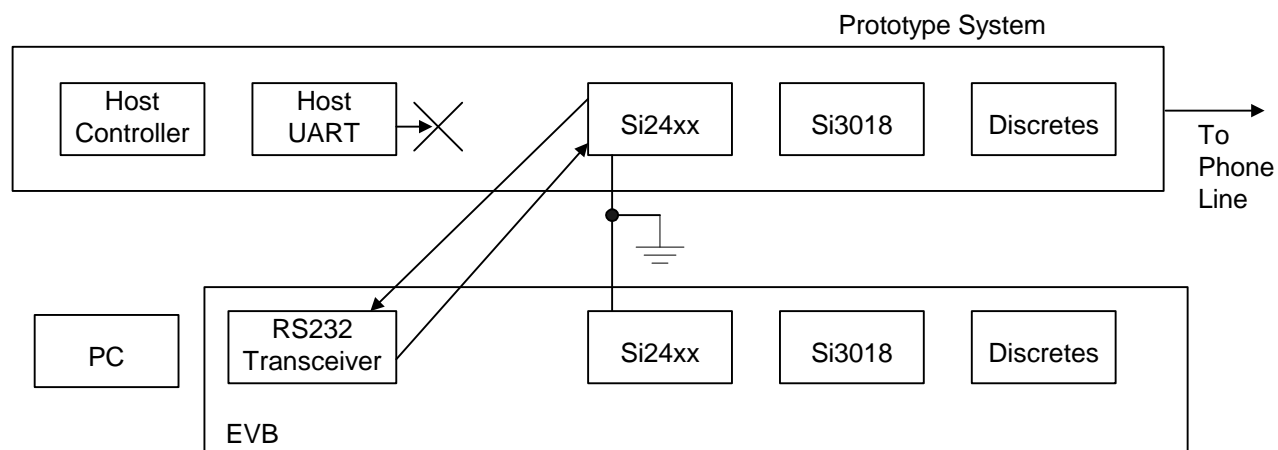 Prototype System
Host
Controller
Host
UART
Si24xx
Si3018
Discretes
To
Phone
Line
PC
RS232
Transceiver
Si24xx
Si3018
Discretes
EVB